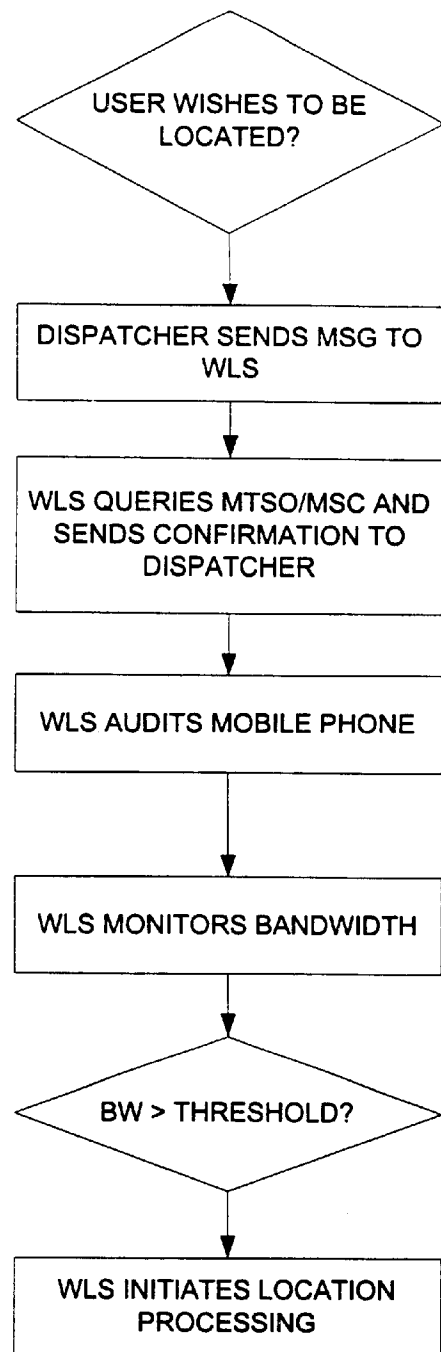 USER WISHES TO BE
LOCATED?
DISPATCHER SENDS MSG TO
WLS
WLS QUERIES MTSO/MSC AND
SENDS CONFIRMATION TO
DISPATCHER
WLS AUDITS MOBILE PHONE
WLS MONITORS BANDWIDTH
BW > THRESHOLD?
WLS INITIATES LOCATION
PROCESSING